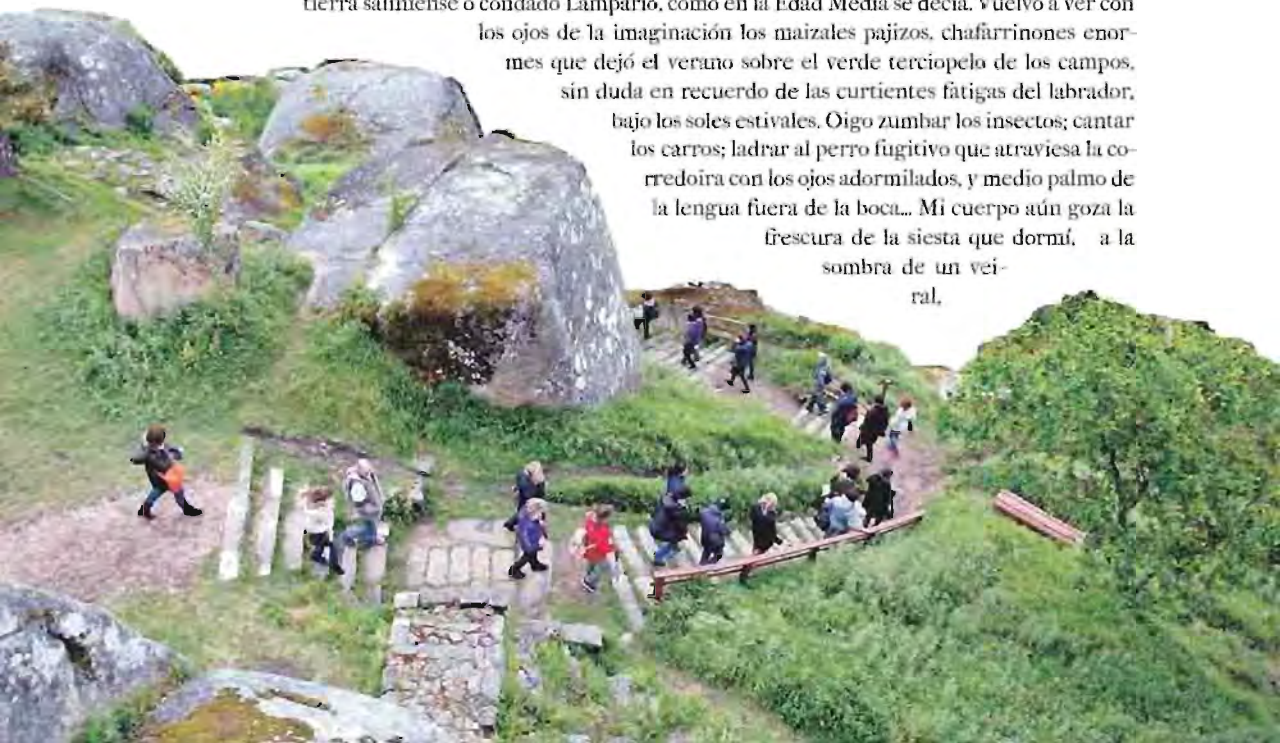 tierra saliniense o condado Lampario, como en la Edad Media se decía. Vuelvo a ver con
los ojos de la imaginación los maizales pajizos, chafarrinones enor-
mes que dejó el verano sobre el verde terciopelo de los campos,
sin duda en recuerdo de las curtientes fatigas del labrador,
bajo los soles estivales. Oigo zumbar los insectos; cantar
los carros; ladrar al perro fugitivo que atraviesa la co-
rredoira con los ojos adormilados, y medio palmo de
la lengua fuera de la boca... Mi cuerpo aún goza la
frescura de la siesta que dormí, a la
sombra de un vei-
ral,